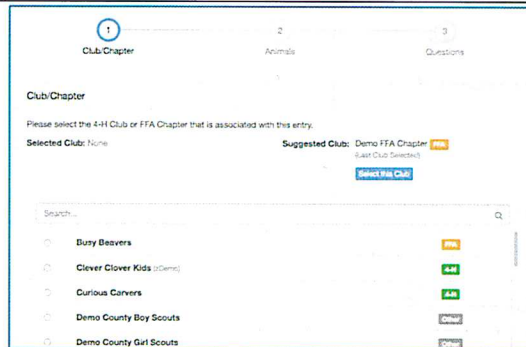 1 2 3
Club/Chapter Animals Questions
Club/Chapter
Please select the 4-H Club or FFA Chapter that is associated with this entry.
Selected Club: None Suggested Club: Demo FFA Chapter FFA
(Last Club Selected)
Select this Club
Search...
Busy Beavers FFA
Clever Clover Kids (zDemo) 4-H
Curious Carvers 4-H
Demo County Boy Scouts Other
Demo County Girl Scouts Other